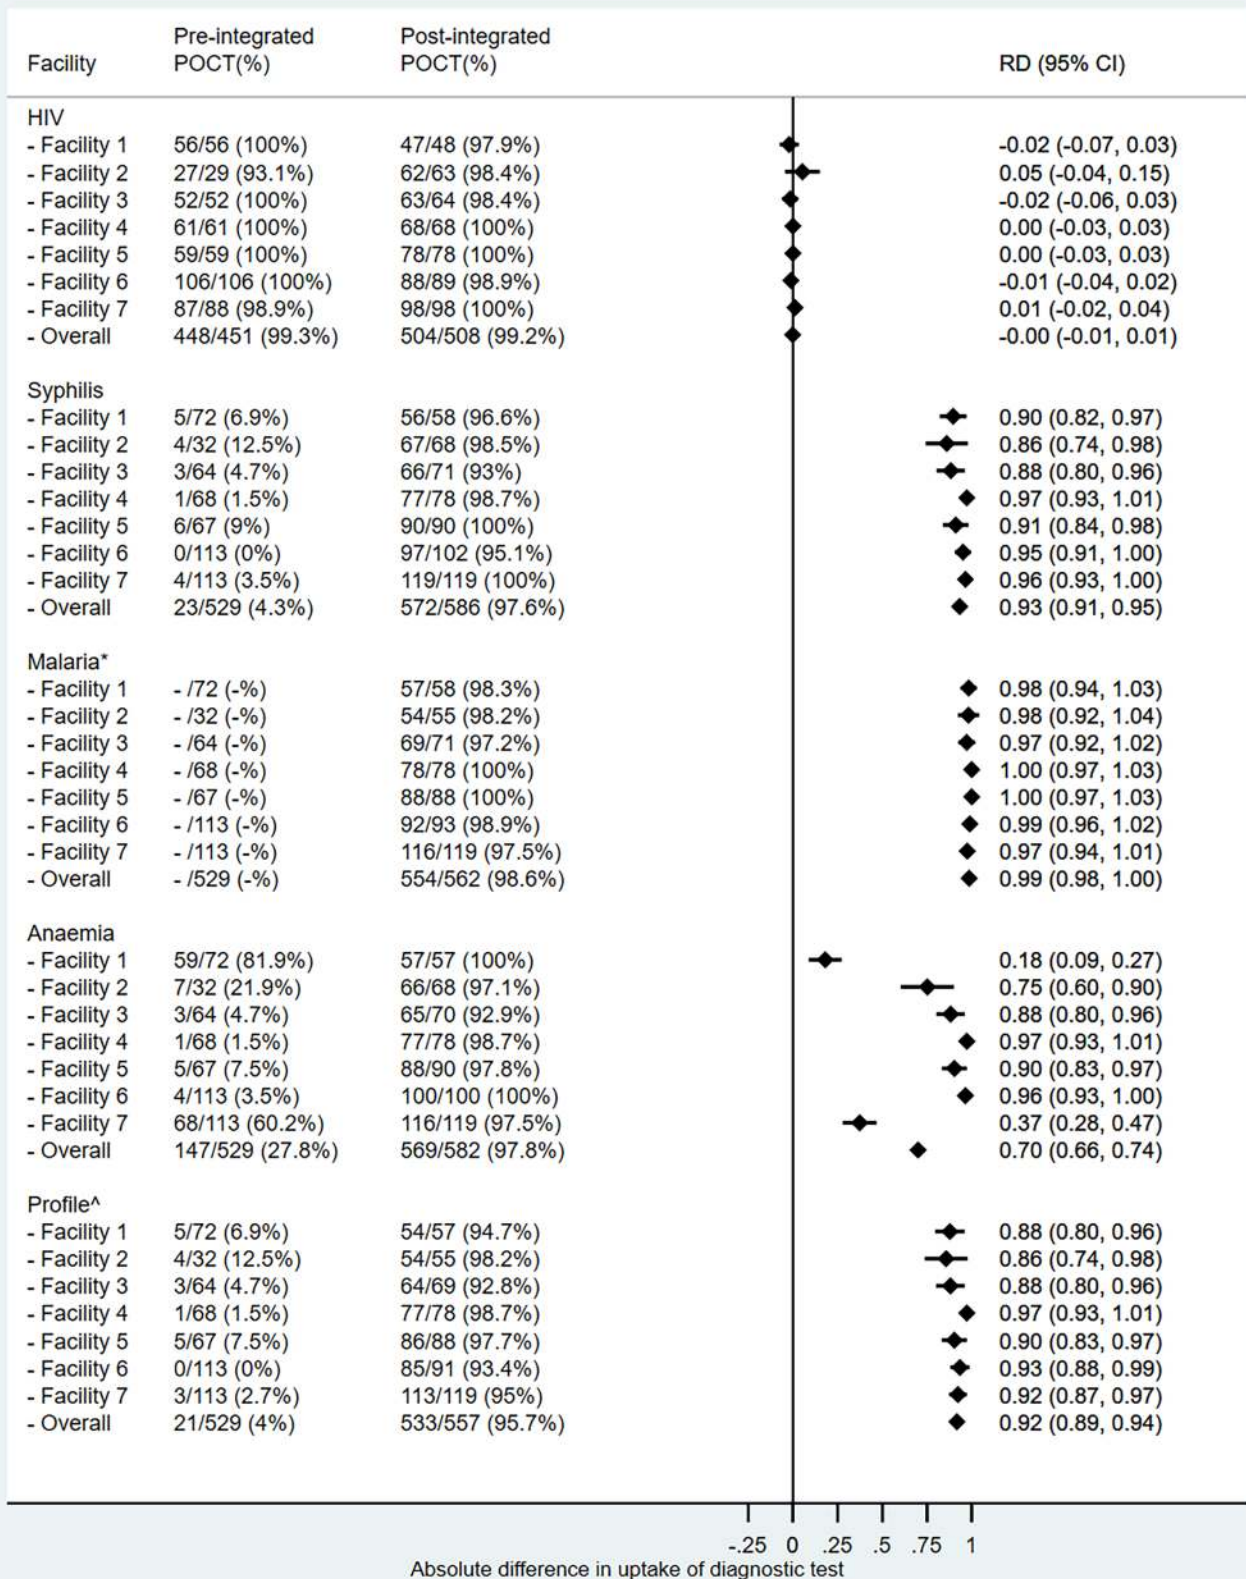 Facility Pre-integrated POCT(%) Post-integrated POCT(%) RD (95% CI)
HIV
- Facility 1 56/56 (100%) 47/48 (97.9%) -0.02 (-0.07, 0.03)
- Facility 2 27/29 (93.1%) 62/63 (98.4%) 0.05 (-0.04, 0.15)
- Facility 3 52/52 (100%) 63/64 (98.4%) -0.02 (-0.06, 0.03)
- Facility 4 61/61 (100%) 68/68 (100%) 0.00 (-0.03, 0.03)
- Facility 5 59/59 (100%) 78/78 (100%) 0.00 (-0.03, 0.03)
- Facility 6 106/106 (100%) 88/89 (98.9%) -0.01 (-0.04, 0.02)
- Facility 7 87/88 (98.9%) 98/98 (100%) 0.01 (-0.02, 0.04)
- Overall 448/451 (99.3%) 504/508 (99.2%) -0.00 (-0.01, 0.01)
Syphilis
- Facility 1 5/72 (6.9%) 56/58 (96.6%) 0.90 (0.82, 0.97)
- Facility 2 4/32 (12.5%) 67/68 (98.5%) 0.86 (0.74, 0.98)
- Facility 3 3/64 (4.7%) 66/71 (93%) 0.88 (0.80, 0.96)
- Facility 4 1/68 (1.5%) 77/78 (98.7%) 0.97 (0.93, 1.01)
- Facility 5 6/67 (9%) 90/90 (100%) 0.91 (0.84, 0.98)
- Facility 6 0/113 (0%) 97/102 (95.1%) 0.95 (0.91, 1.00)
- Facility 7 4/113 (3.5%) 119/119 (100%) 0.96 (0.93, 1.00)
- Overall 23/529 (4.3%) 572/586 (97.6%) 0.93 (0.91, 0.95)
Malaria*
- Facility 1 - /72 (-%) 57/58 (98.3%) 0.98 (0.94, 1.03)
- Facility 2 - /32 (-%) 54/55 (98.2%) 0.98 (0.92, 1.04)
- Facility 3 - /64 (-%) 69/71 (97.2%) 0.97 (0.92, 1.02)
- Facility 4 - /68 (-%) 78/78 (100%) 1.00 (0.97, 1.03)
- Facility 5 - /67 (-%) 88/88 (100%) 1.00 (0.97, 1.03)
- Facility 6 - /113 (-%) 92/93 (98.9%) 0.99 (0.96, 1.02)
- Facility 7 - /113 (-%) 116/119 (97.5%) 0.97 (0.94, 1.01)
- Overall - /529 (-%) 554/562 (98.6%) 0.99 (0.98, 1.00)
Anaemia
- Facility 1 59/72 (81.9%) 57/57 (100%) 0.18 (0.09, 0.27)
- Facility 2 7/32 (21.9%) 66/68 (97.1%) 0.75 (0.60, 0.90)
- Facility 3 3/64 (4.7%) 65/70 (92.9%) 0.88 (0.80, 0.96)
- Facility 4 1/68 (1.5%) 77/78 (98.7%) 0.97 (0.93, 1.01)
- Facility 5 5/67 (7.5%) 88/90 (97.8%) 0.90 (0.83, 0.97)
- Facility 6 4/113 (3.5%) 100/100 (100%) 0.96 (0.93, 1.00)
- Facility 7 68/113 (60.2%) 116/119 (97.5%) 0.37 (0.28, 0.47)
- Overall 147/529 (27.8%) 569/582 (97.8%) 0.70 (0.66, 0.74)
Profile^
- Facility 1 5/72 (6.9%) 54/57 (94.7%) 0.88 (0.80, 0.96)
- Facility 2 4/32 (12.5%) 54/55 (98.2%) 0.86 (0.74, 0.98)
- Facility 3 3/64 (4.7%) 64/69 (92.8%) 0.88 (0.80, 0.96)
- Facility 4 1/68 (1.5%) 77/78 (98.7%) 0.97 (0.93, 1.01)
- Facility 5 5/67 (7.5%) 86/88 (97.7%) 0.90 (0.83, 0.97)
- Facility 6 0/113 (0%) 85/91 (93.4%) 0.93 (0.88, 0.99)
- Facility 7 3/113 (2.7%) 113/119 (95%) 0.92 (0.87, 0.97)
- Overall 21/529 (4%) 533/557 (95.7%) 0.92 (0.89, 0.94)
-.25 0 .25 .5 .75 1
Absolute difference in uptake of diagnostic test